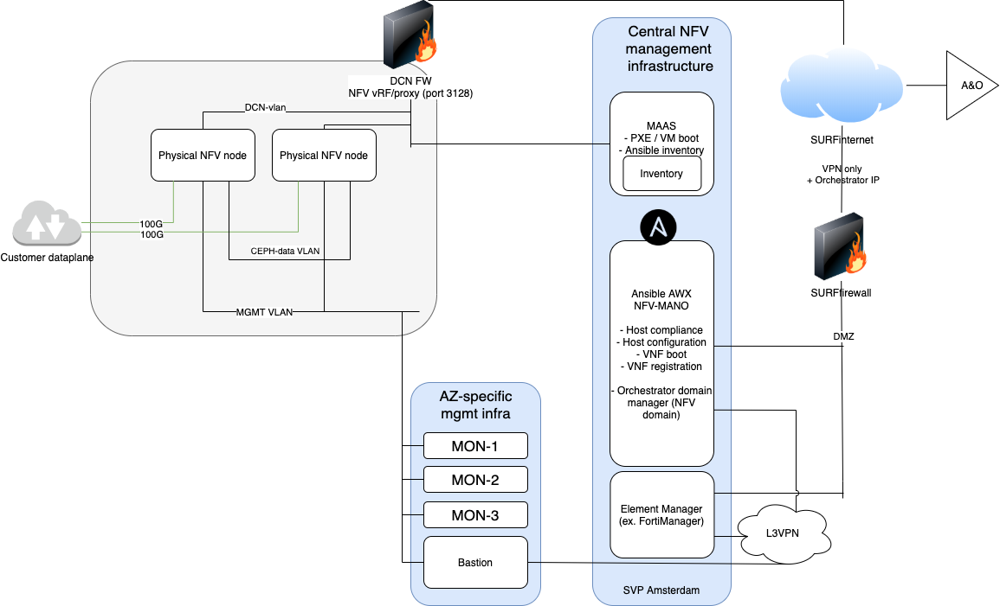 DCN FW
NFV vRF/proxy (port 3128)
DCN-vlan
Physical NFV node
Physical NFV node
100G
100G
Customer dataplane
CEPH-data VLAN
MGMT VLAN
AZ-specific
mgmt infra
MON-1
MON-2
MON-3
Bastion
Central NFV
management
infrastructure
MAAS
- PXE / VM boot
- Ansible inventory
Inventory
Ansible AWX
NFV-MANO
- Host compliance
- Host configuration
- VNF boot
- VNF registration
- Orchestrator domain
manager (NFV
domain)
Element Manager
(ex. FortiManager)
SVP Amsterdam
SURFinternet
A&O
VPN only
+ Orchestrator IP
SURFfirewall
DMZ
L3VPN